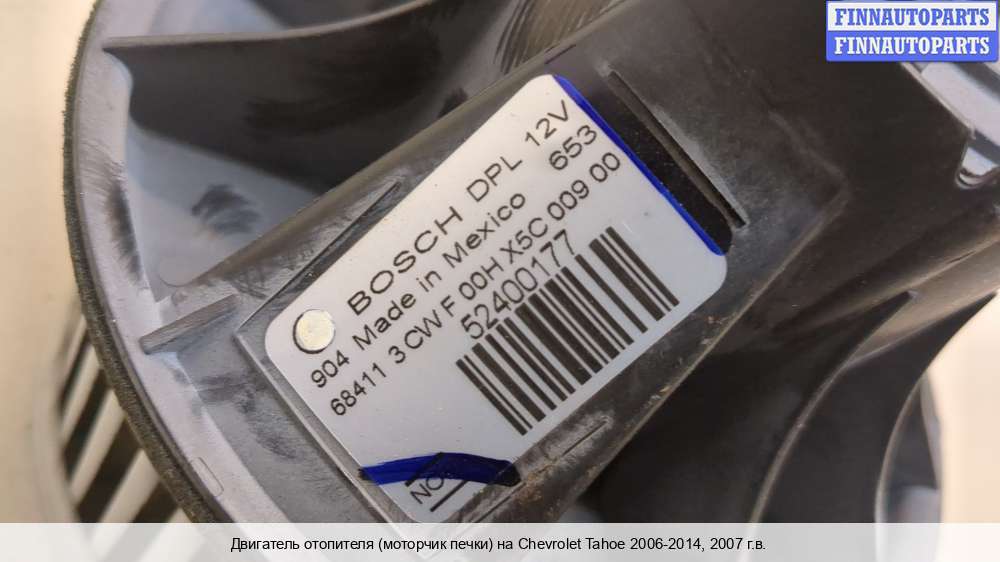 FINNAUTOPARTS
FINNAUTOPARTS
BOSCH DPL 12V
904 Made in Mexico 653
68411 3 CW F 00H X5C 009 00
52400177
Двигатель отопителя (моторчик печки) на Chevrolet Tahoe 2006-2014, 2007 г.в.